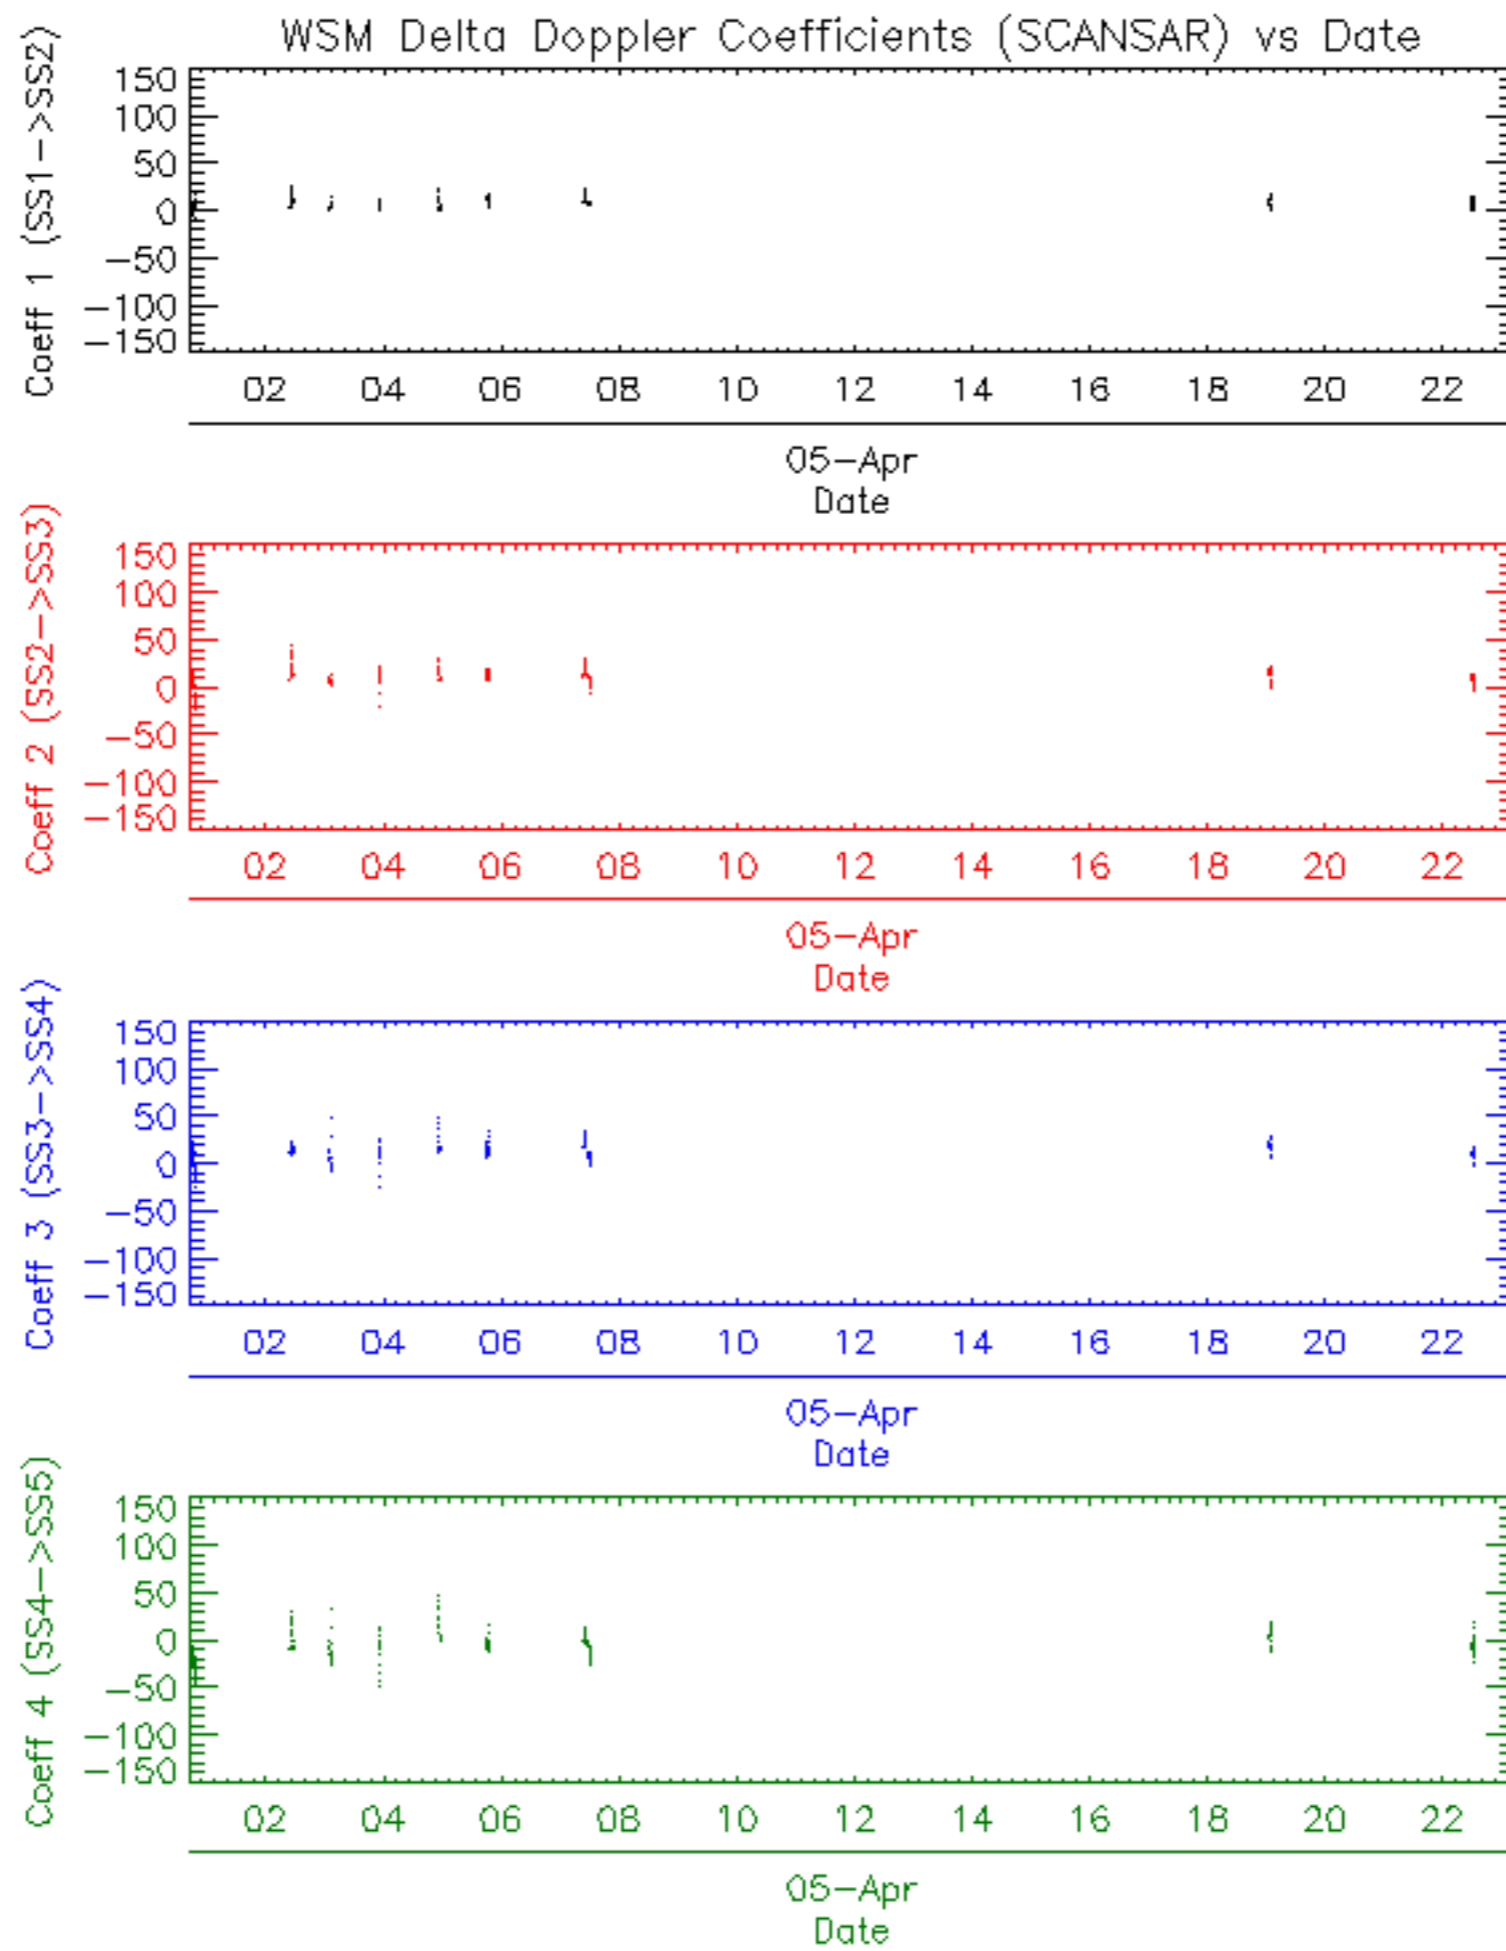 WSM Delta Doppler Coefficients (SCANSAR) vs Date
Coeff 1 (SS1->SS2)
150
100
50
0
-50
-100
-150
02 04 06 08 10 12 14 16 18 20 22
05-Apr
Date
Coeff 2 (SS2->SS3)
150
100
50
0
-50
-100
-150
02 04 06 08 10 12 14 16 18 20 22
05-Apr
Date
Coeff 3 (SS3->SS4)
150
100
50
0
-50
-100
-150
02 04 06 08 10 12 14 16 18 20 22
05-Apr
Date
Coeff 4 (SS4->SS5)
150
100
50
0
-50
-100
-150
02 04 06 08 10 12 14 16 18 20 22
05-Apr
Date